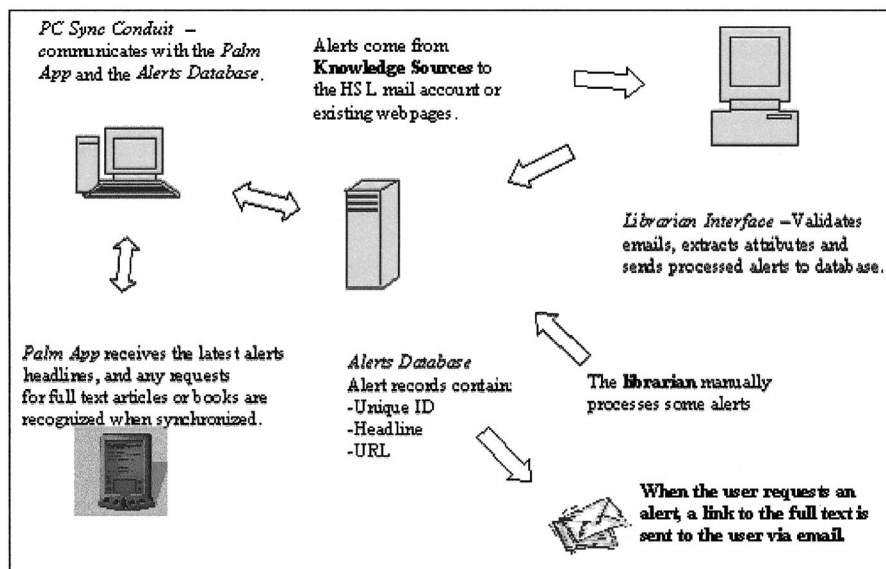 PC Sync Conduit –
communicates with the Palm
App and the Alerts Database.
Alerts come from
Knowledge Sources to
the HSL mail account or
existing web pages.
Librarian Interface –Validates
emails, extracts attributes and
sends processed alerts to database.
Palm App receives the latest alerts
headlines, and any requests
for full text articles or books are
recognized when synchronized.
Alerts Database
Alert records contain:
-Unique ID
-Headline
-URL
The librarian manually
processes some alerts
When the user requests an
alert, a link to the full text is
sent to the user via email.